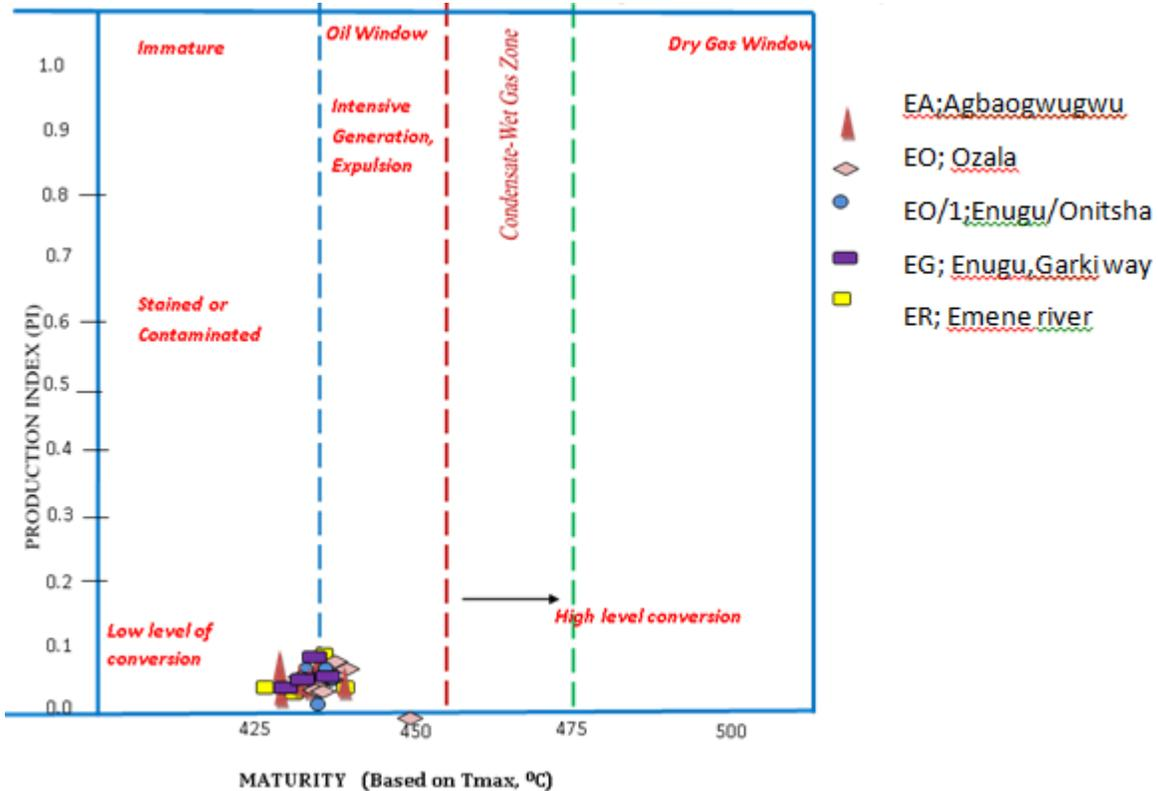 Immature
Oil Window
Condensate-Wet Gas Zone
Dry Gas Window
Intensive
Generation,
Expulsion
Stained or
Contaminated
Low level of
conversion
High level conversion
PRODUCTION INDEX (PI)
1.0
0.9
0.8
0.7
0.6
0.5
0.4
0.3
0.2
0.1
0.0
425
450
475
500
MATURITY (Based on Tmax, ⁰C)
EA;Agbaogwugwu
EO; Ozala
EO/1;Enugu/Onitsha
EG; Enugu,Garki way
ER; Emene river